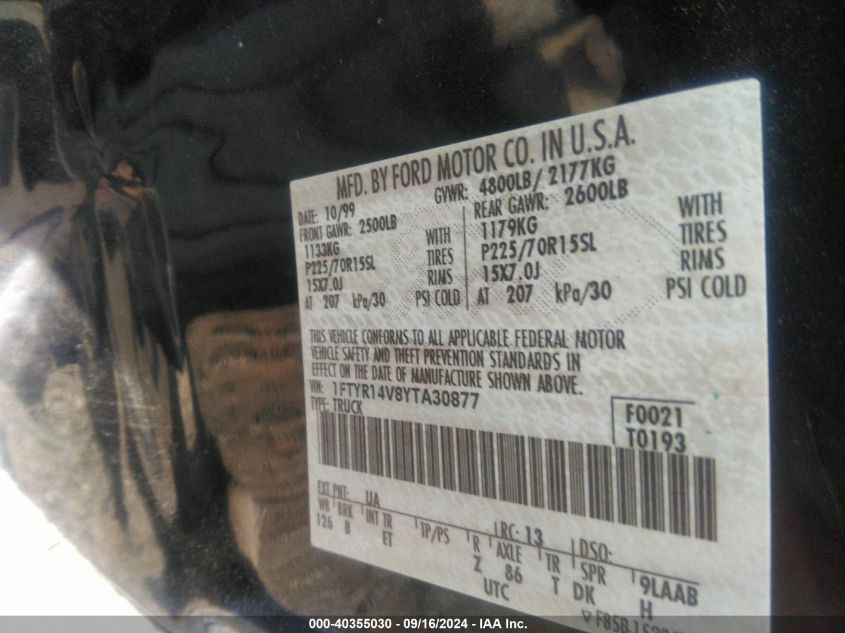 MFD. BY FORD MOTOR CO. IN U.S.A.
DATE: 10/99 GVWR: 4800LB/ 2177KG
FRONT GAWR: 2500LB REAR GAWR: 2600LB
1133KG WITH 1179KG WITH
P225/70R15SL TIRES P225/70R15SL TIRES
15X7.0J RIMS 15X7.0J RIMS
AT 207 kPa/30 PSI COLD AT 207 kPa/30 PSI COLD
THIS VEHICLE CONFORMS TO ALL APPLICABLE FEDERAL MOTOR
VEHICLE SAFETY AND THEFT PREVENTION STANDARDS IN
EFFECT ON THE DATE OF MANUFACTURE SHOWN ABOVE.
VIN: 1FTYR14V8YTA30877
TYPE: TRUCK
F0021
T0193
EXT PNT: UA RC: 13 DSO:
WB BRK INT TR TP/PS R AXLE TR SPR 9LAAB
126 B ET Z 86 T DK H
UTC
000-40355030 - 09/16/2024 - IAA Inc.